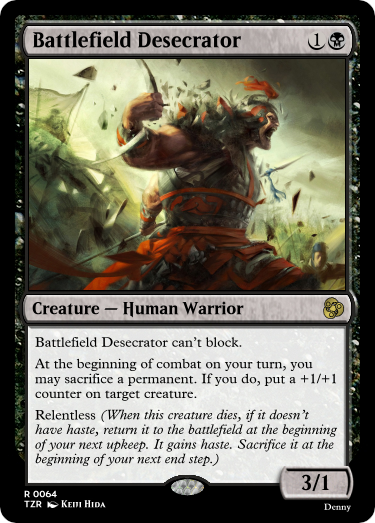 Battlefield Desecrator 1
Creature — Human Warrior
Battlefield Desecrator can't block.
At the beginning of combat on your turn, you
may sacrifice a permanent. If you do, put a +1/+1
counter on target creature.
Relentless (When this creature dies, if it doesn't
have haste, return it to the battlefield at the beginning
of your next upkeep. It gains haste. Sacrifice it at the
beginning of your next end step.)
3/1
R 0064
TZR Keiji Hida
Denny